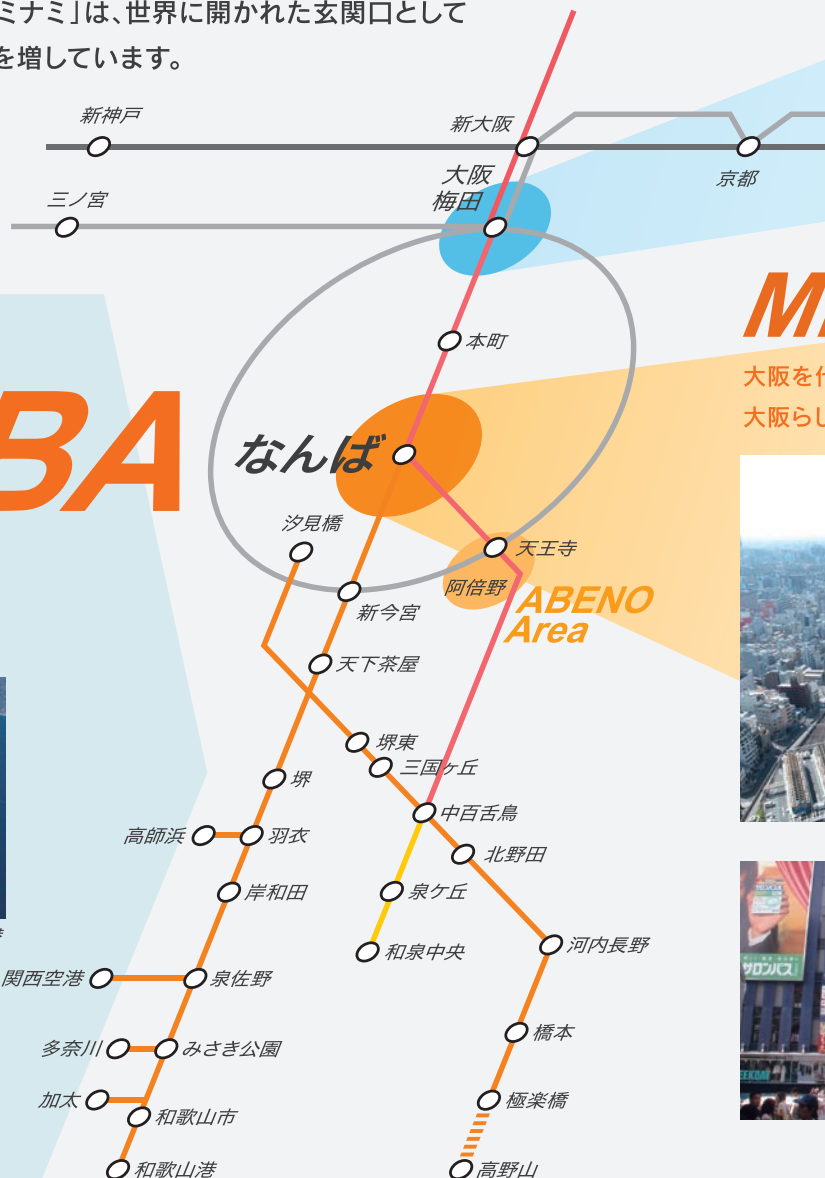 ミナミ」は、世界に開かれた玄関口として
を増しています。
新神戸
新大阪
京都
三ノ宮
大阪
梅田
本町
なんば
BA
大阪を
大阪らし
汐見橋
天王寺
阿倍野
ABENO
Area
新今宮
天下茶屋
堺東
三国ヶ丘
堺
中百舌鳥
高師浜
羽衣
北野田
岸和田
泉ケ丘
和泉中央
河内長野
関西空港
泉佐野
サロンパス
多奈川
みさき公園
橋本
加太
和歌山市
極楽橋
和歌山港
高野山